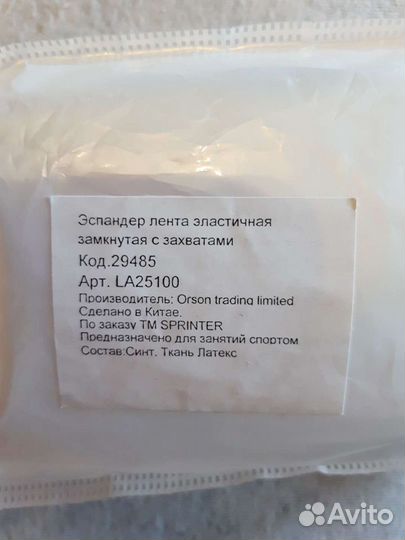 Эспандер лента эластичная
замкнутая с захватами
Код.29485
Арт. LA25100
Производитель: Orson trading limited
Сделано в Китае.
По заказу ТМ SPRINTER
Предназначено для занятий спортом
Состав:Синт. Ткань Латекс
Avito